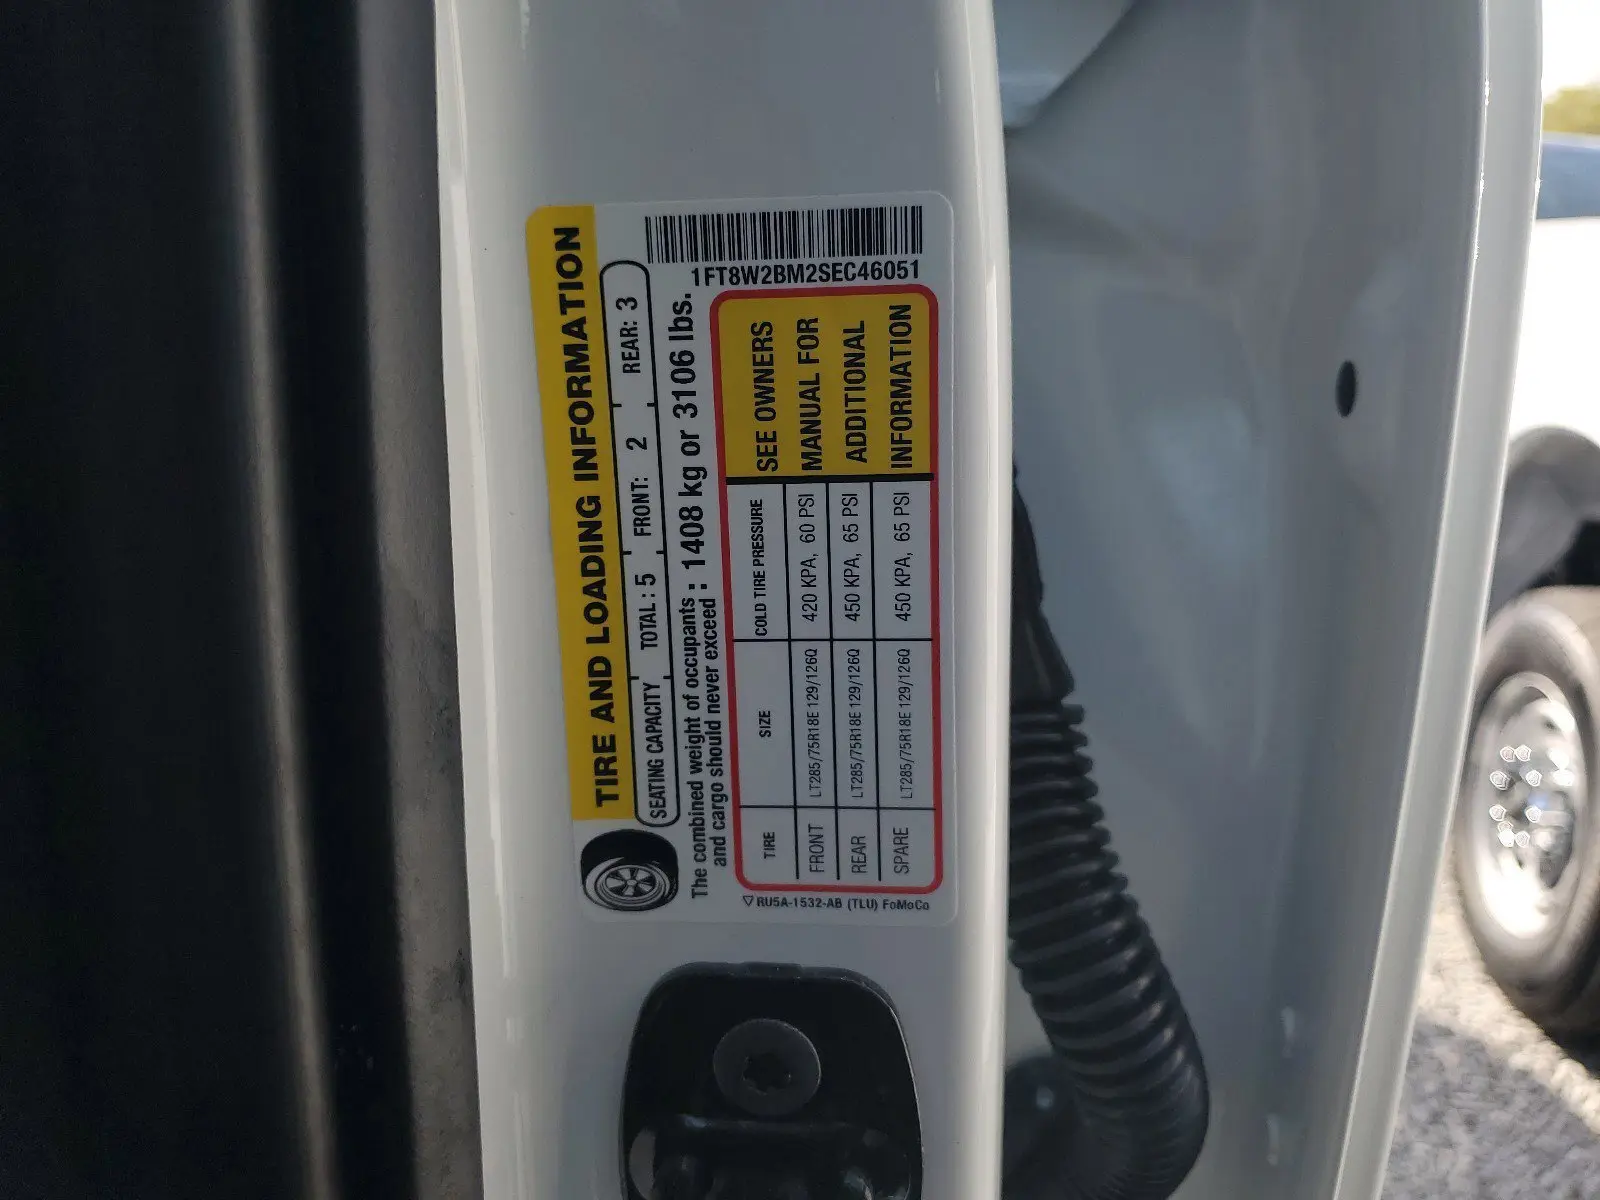 TIRE AND LOADING INFORMATION
SEATING CAPACITY TOTAL : 5 FRONT: 2 REAR: 3
1FT8W2BM2SEC46051
The combined weight of occupants
and cargo should never exceed : 1408 kg or 3106 lbs.
TIRE SIZE COLD TIRE PRESSURE
FRONT LT285/75R18E 129/126Q 420 KPA, 60 PSI
REAR LT285/75R18E 129/126Q 450 KPA, 65 PSI
SPARE LT285/75R18E 129/126Q 450 KPA, 65 PSI
SEE OWNERS
MANUAL FOR
ADDITIONAL
INFORMATION
RU5A-1532-AB (TLU) FoMoCo